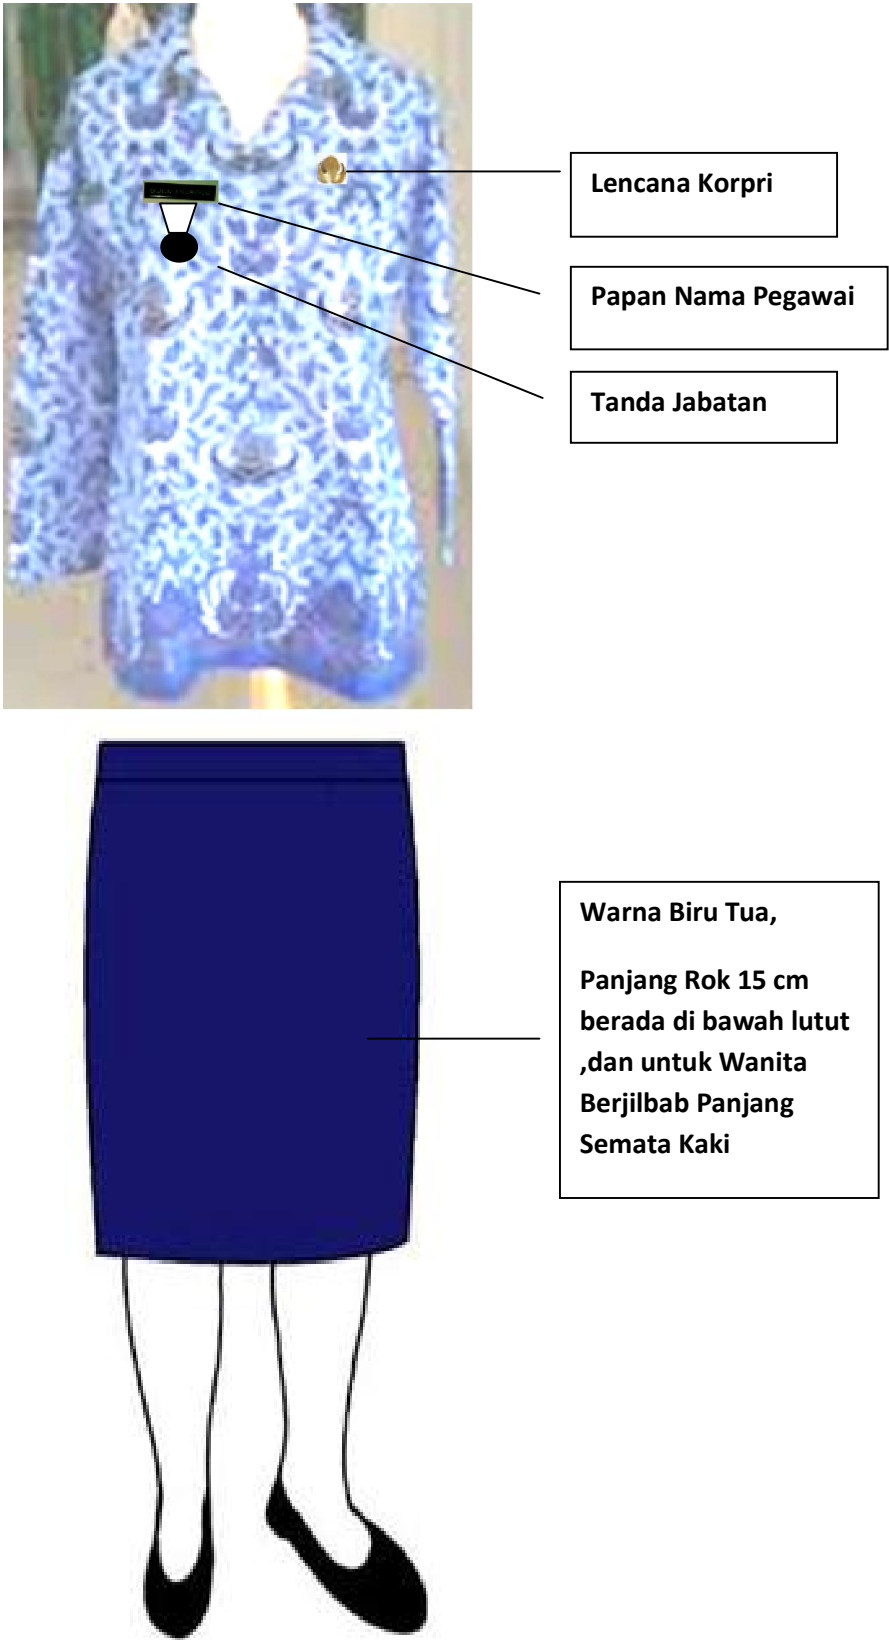 Lencana Korpri
Papan Nama Pegawai
Tanda Jabatan
Warna Biru Tua,
Panjang Rok 15 cm
berada di bawah lutut
,dan untuk Wanita
Berjilbab Panjang
Semata Kaki